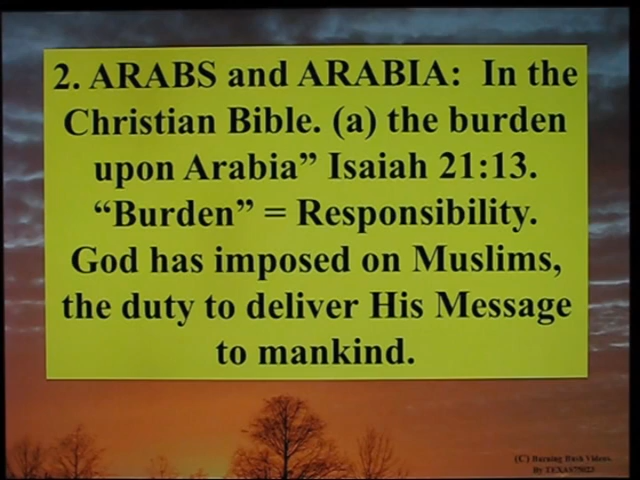 2. ARABS and ARABIA:  In the
Christian Bible. (a) the burden
upon Arabia” Isaiah 21:13.
“Burden” = Responsibility.
God has imposed on Muslims,
the duty to deliver His Message
to mankind.
(C) Burning Bush Videos.